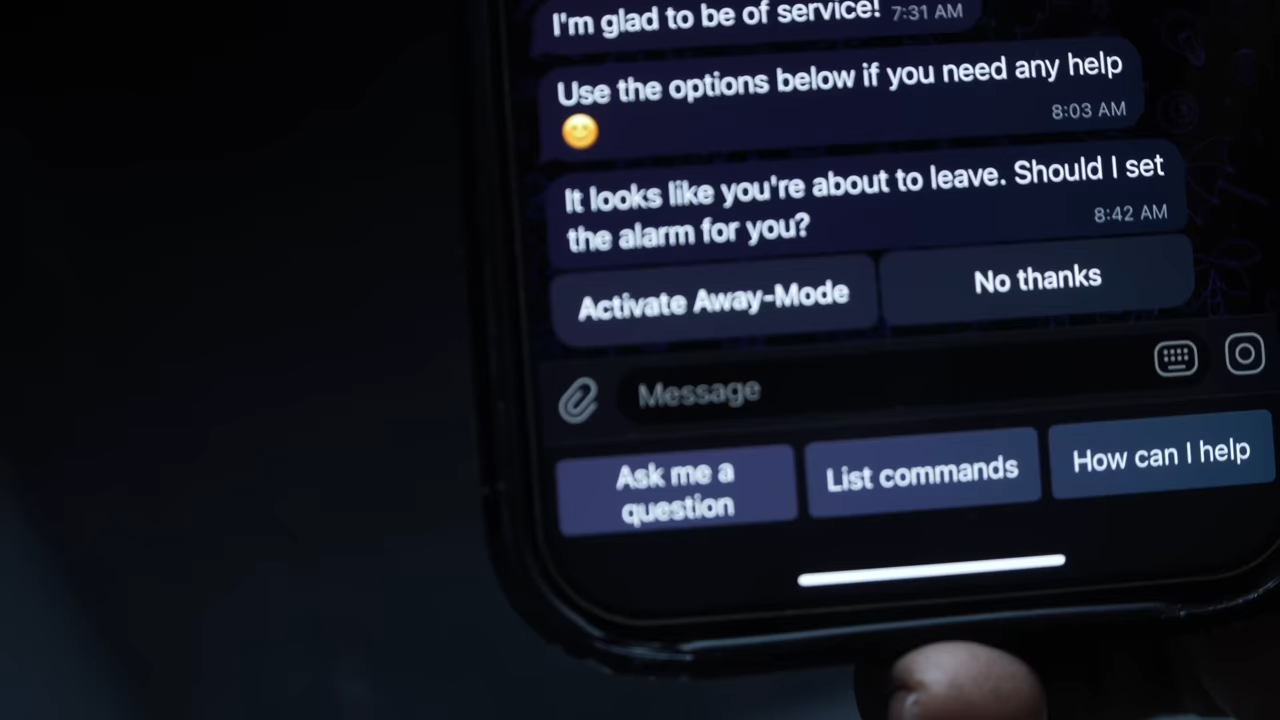 I'm glad to be of service! 7:31 AM
Use the options below if you need any help
😊
8:03 AM
It looks like you're about to leave. Should I set
the alarm for you?
8:42 AM
Activate Away-Mode
No thanks
Message
Ask me a
question
List commands
How can I help